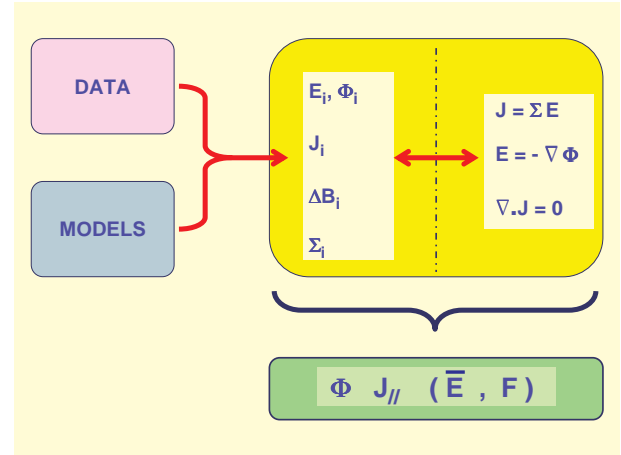 DATA
MODELS
Eᵢ, Φᵢ
Jᵢ
ΔBᵢ
Σᵢ
J = Σ E
E = - ∇ Φ
∇.J = 0
Φ J// ( E̅ , F )